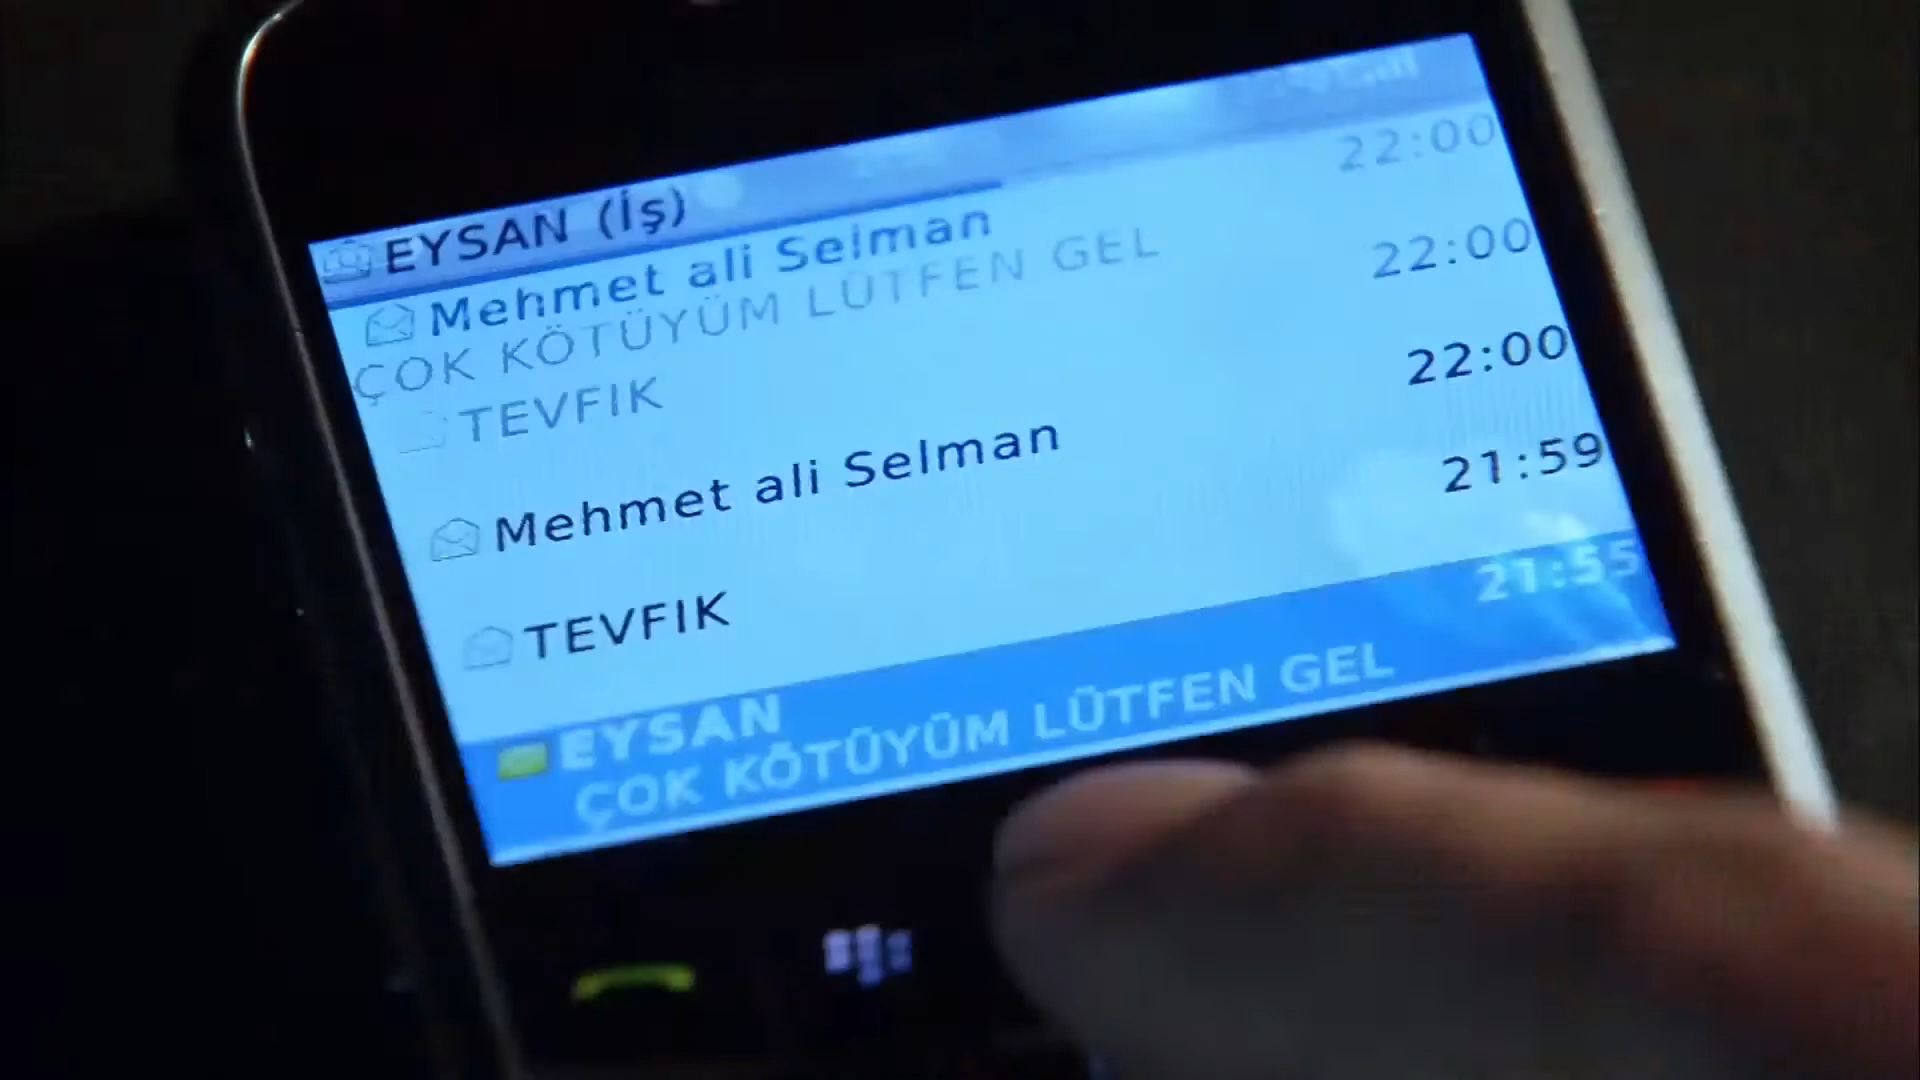 EYSAN (İş)
Mehmet ali Selman 22:00
ÇOK KÖTÜYÜM LÜTFEN GEL
TEVFIK 22:00
Mehmet ali Selman 22:00
TEVFIK 21:59
EYSAN 21:55
ÇOK KÖTÜYÜM LÜTFEN GEL